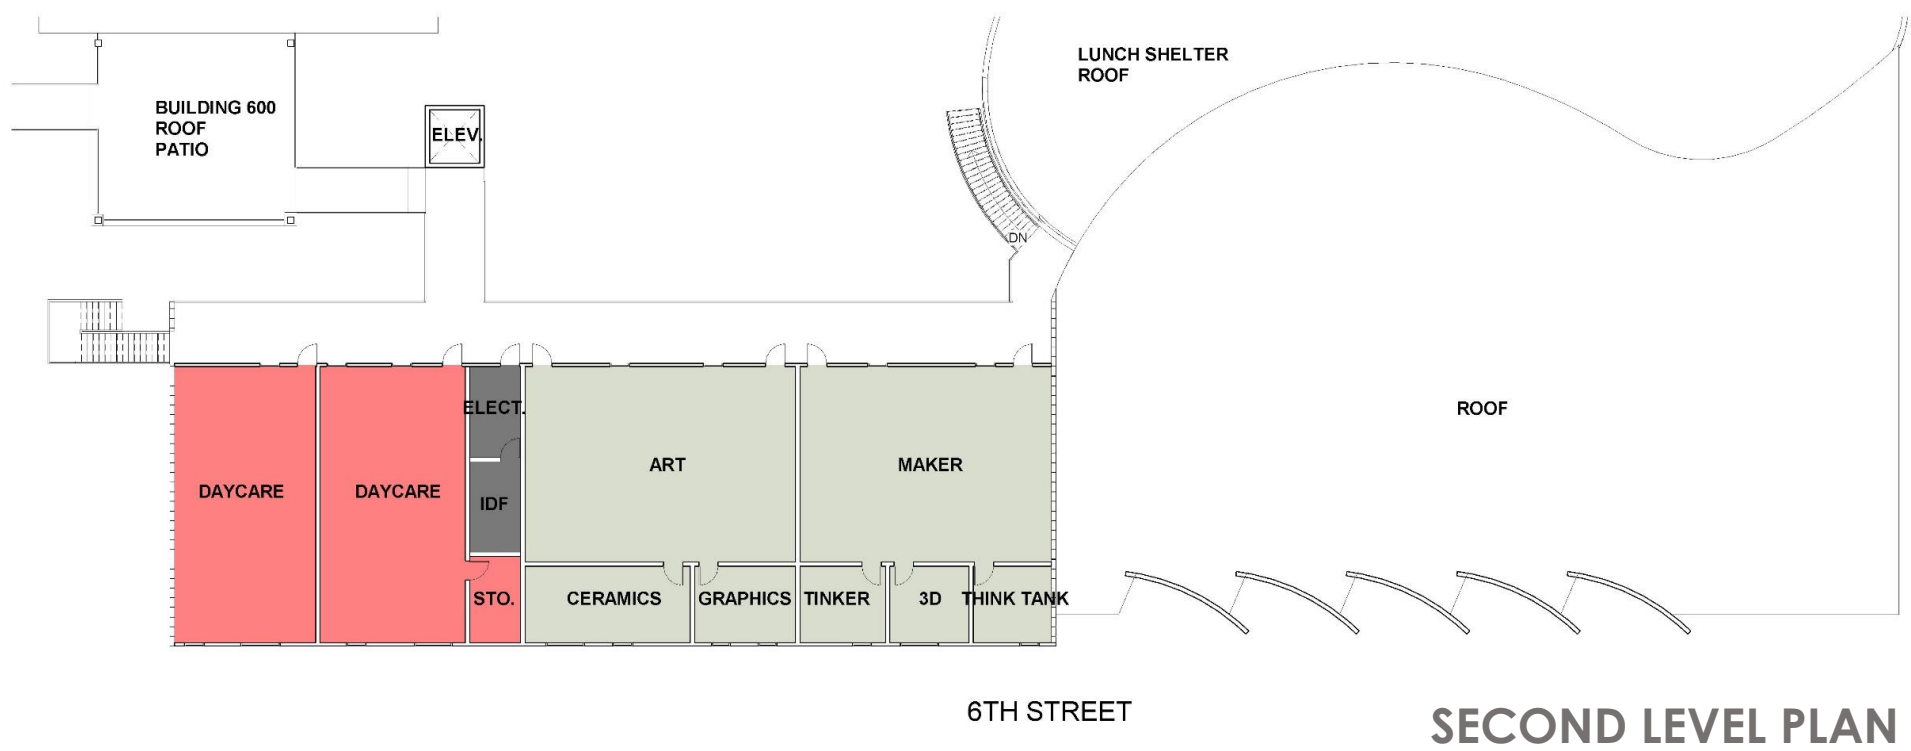 LUNCH SHELTER
ROOF
BUILDING 600
ROOF
PATIO
ELEV.
DN
ELECT.
ROOF
ART
MAKER
DAYCARE
DAYCARE
IDF
STO.
CERAMICS
GRAPHICS
TINKER
3D
THINK TANK
6TH STREET
SECOND LEVEL PLAN